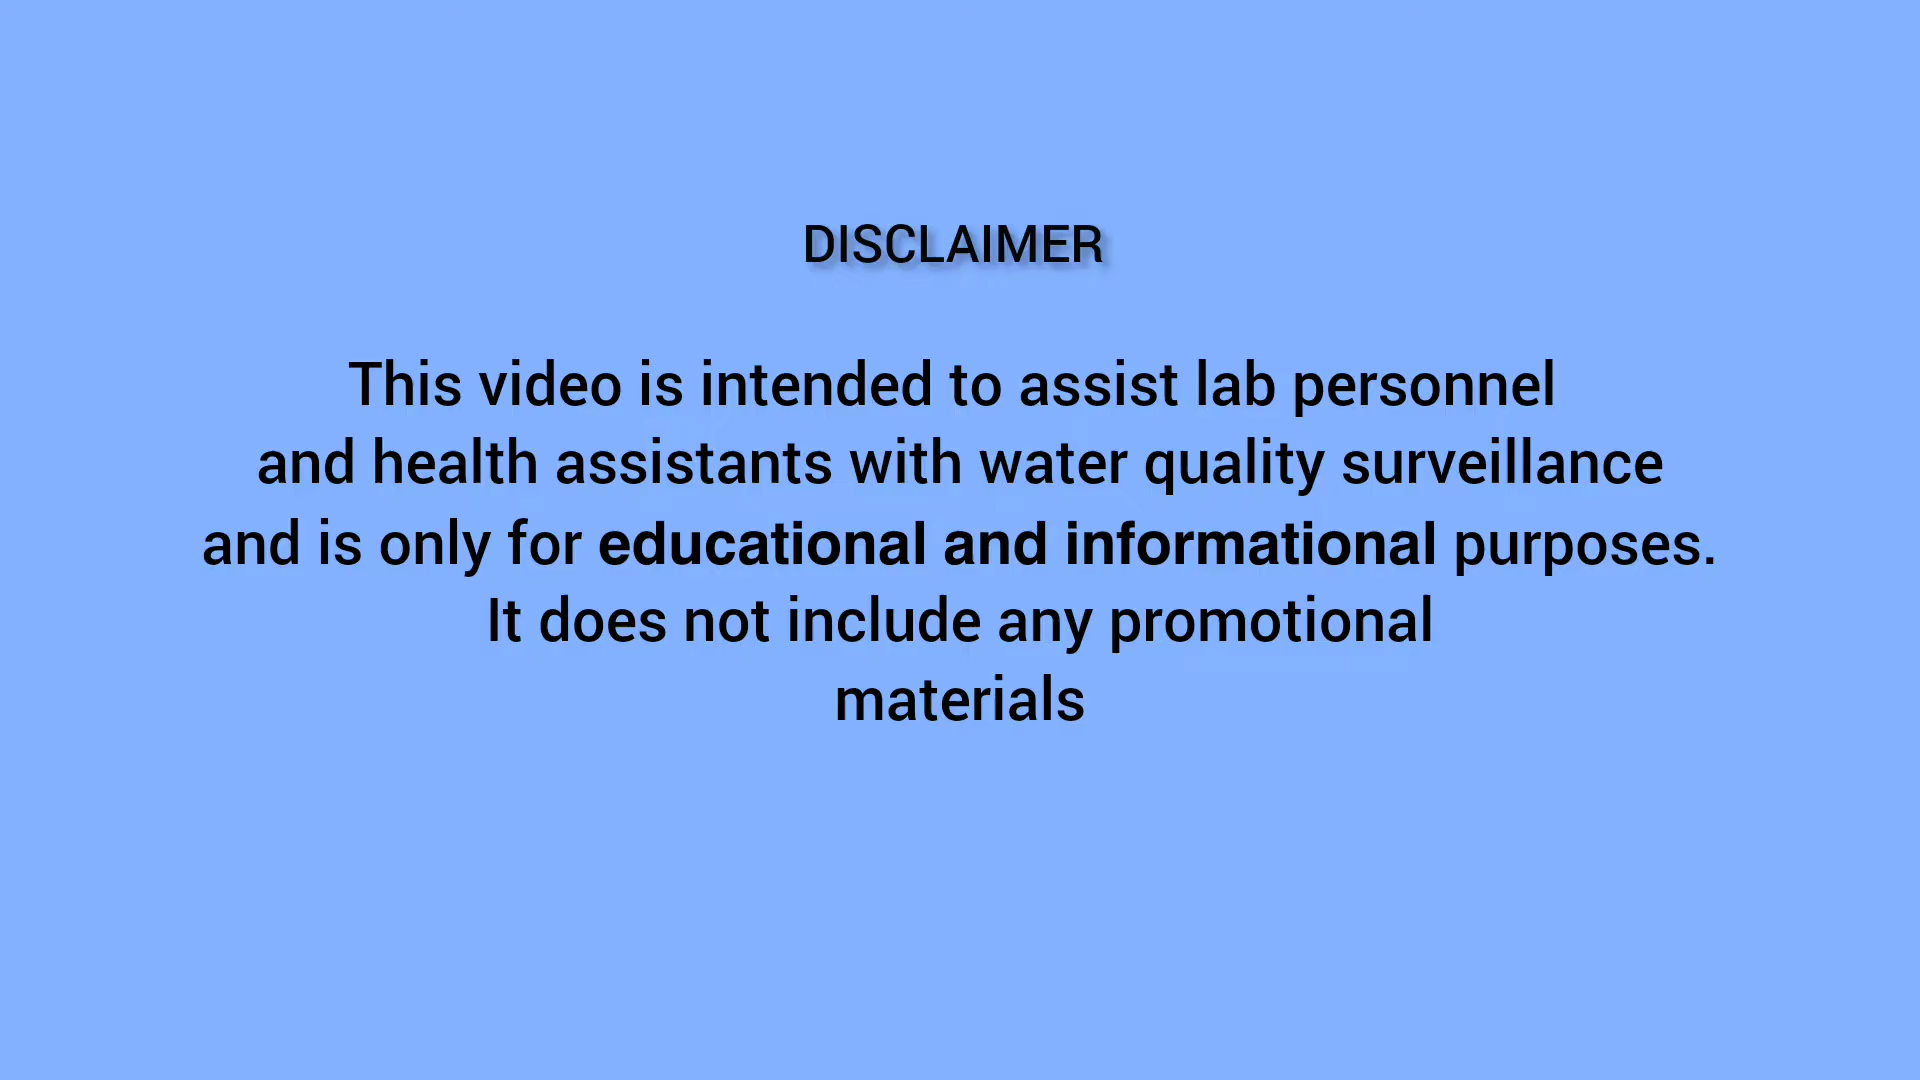 DISCLAIMER
This video is intended to assist lab personnel
and health assistants with water quality surveillance
and is only for educational and informational purposes.
It does not include any promotional
materials